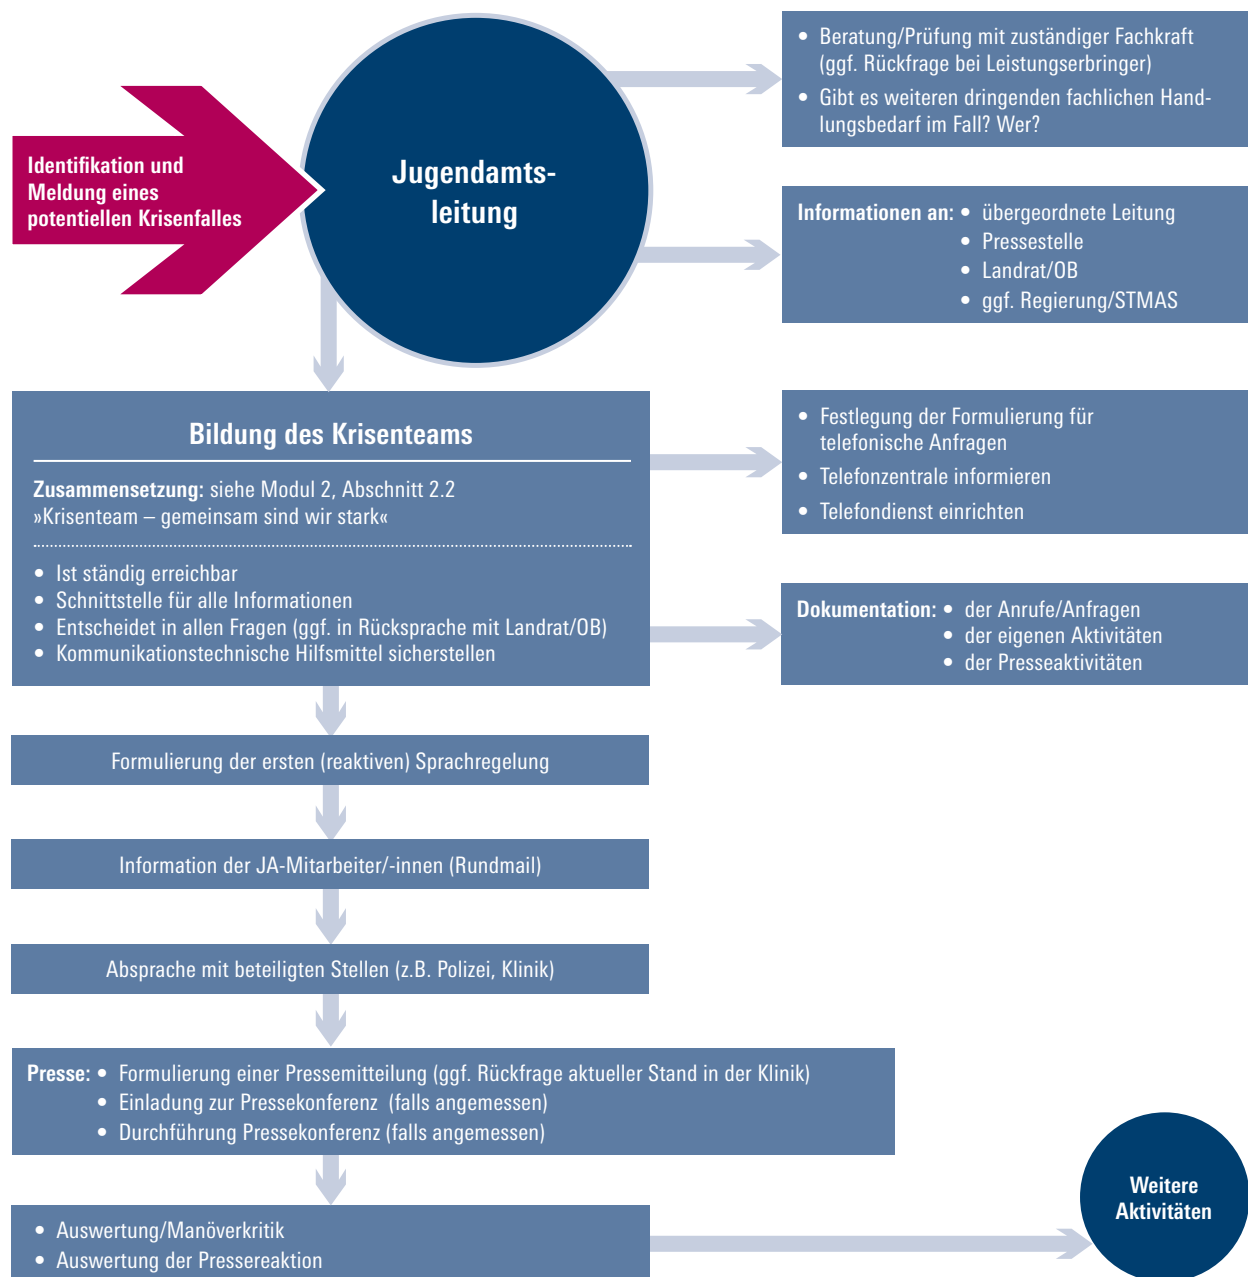 Identifikation und
Meldung eines
potentiellen Krisenfalles
Jugendamts-
leitung
• Beratung/Prüfung mit zuständiger Fachkraft
(ggf. Rückfrage bei Leistungserbringer)
• Gibt es weiteren dringenden fachlichen Hand-
lungsbedarf im Fall? Wer?
Informationen an: • übergeordnete Leitung
• Pressestelle
• Landrat/OB
• ggf. Regierung/STMAS
Bildung des Krisenteams
Zusammensetzung: siehe Modul 2, Abschnitt 2.2
»Krisenteam – gemeinsam sind wir stark«
• Ist ständig erreichbar
• Schnittstelle für alle Informationen
• Entscheidet in allen Fragen (ggf. in Rücksprache mit Landrat/OB)
• Kommunikationstechnische Hilfsmittel sicherstellen
• Festlegung der Formulierung für
telefonische Anfragen
• Telefonzentrale informieren
• Telefondienst einrichten
Dokumentation: • der Anrufe/Anfragen
• der eigenen Aktivitäten
• der Presseaktivitäten
Formulierung der ersten (reaktiven) Sprachregelung
Information der JA-Mitarbeiter/-innen (Rundmail)
Absprache mit beteiligten Stellen (z.B. Polizei, Klinik)
Presse: • Formulierung einer Pressemitteilung (ggf. Rückfrage aktueller Stand in der Klinik)
• Einladung zur Pressekonferenz (falls angemessen)
• Durchführung Pressekonferenz (falls angemessen)
• Auswertung/Manöverkritik
• Auswertung der Pressereaktion
Weitere
Aktivitäten